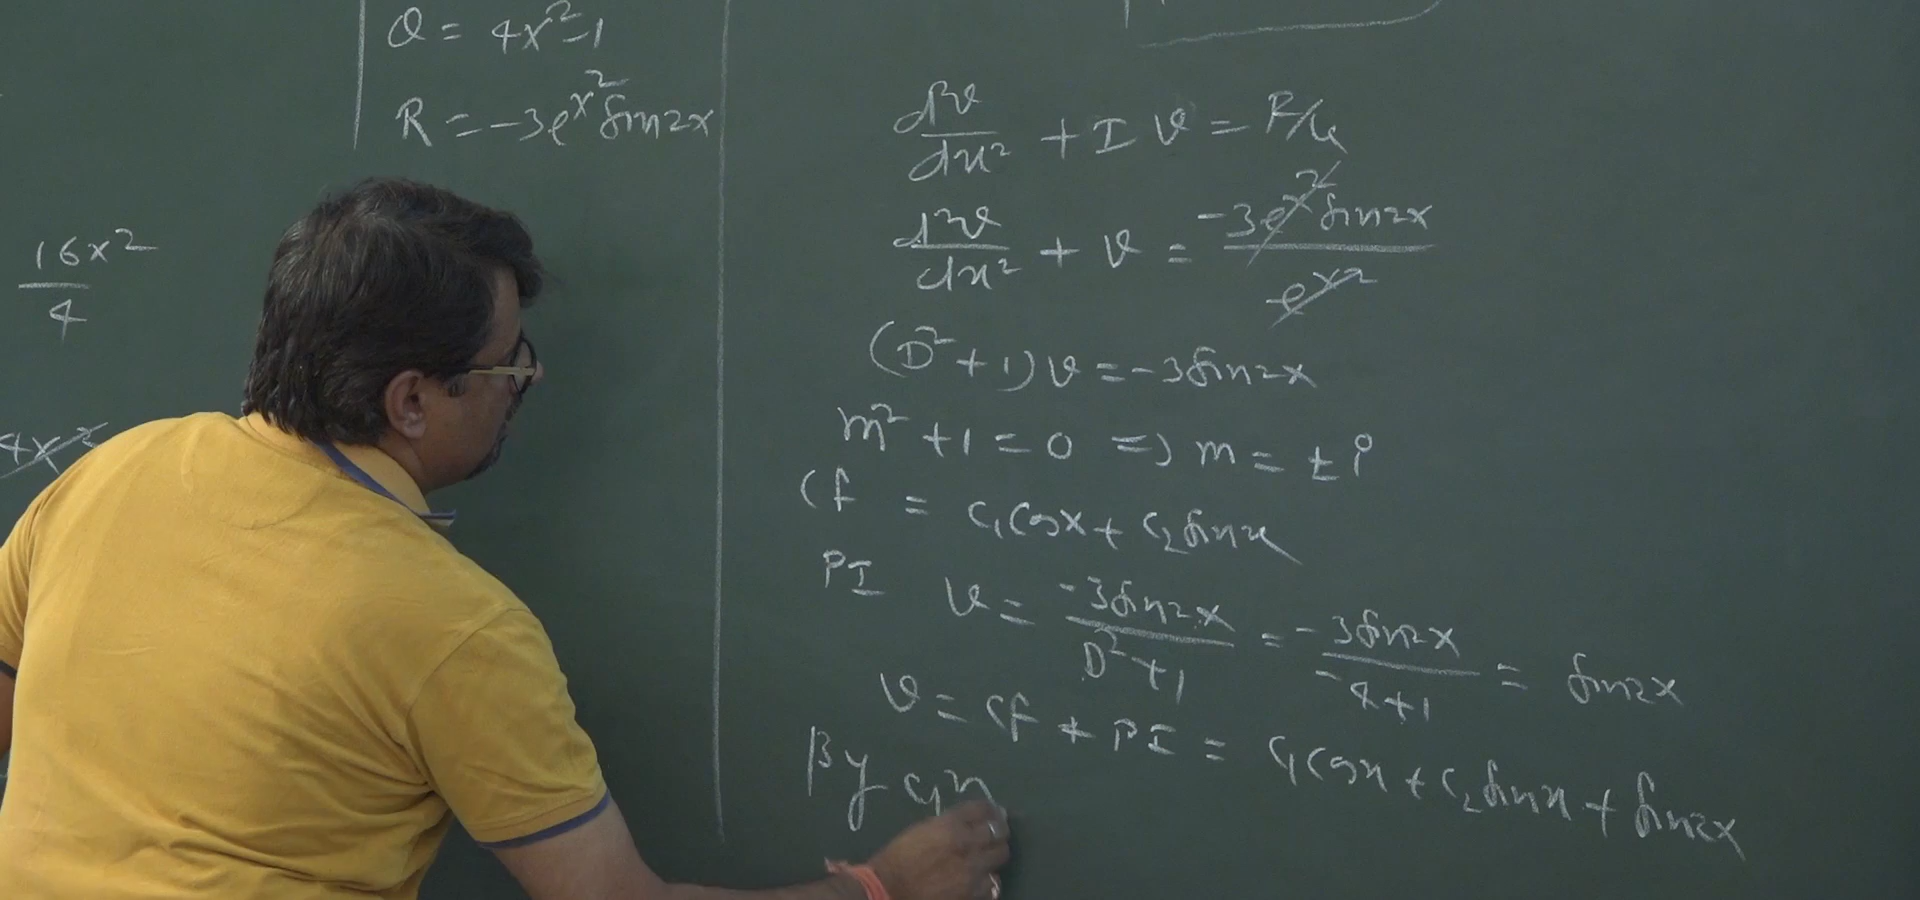 Q = 4x²-1
R = -3e^x² sin2x
16x²/4
4x²
d²v/dx² + I v = R/u
d²v/dx² + v = -3e^x² sin2x / e^x²
(D²+1)v = -3sin2x
m²+1=0 => m = ±i
CF = c₁cosx + c₂sinx
PI v = -3sin2x/D²+1 = -3sin2x/-4+1 = sin2x
v = CF + PI = c₁cosx + c₂sinx + sin2x
By